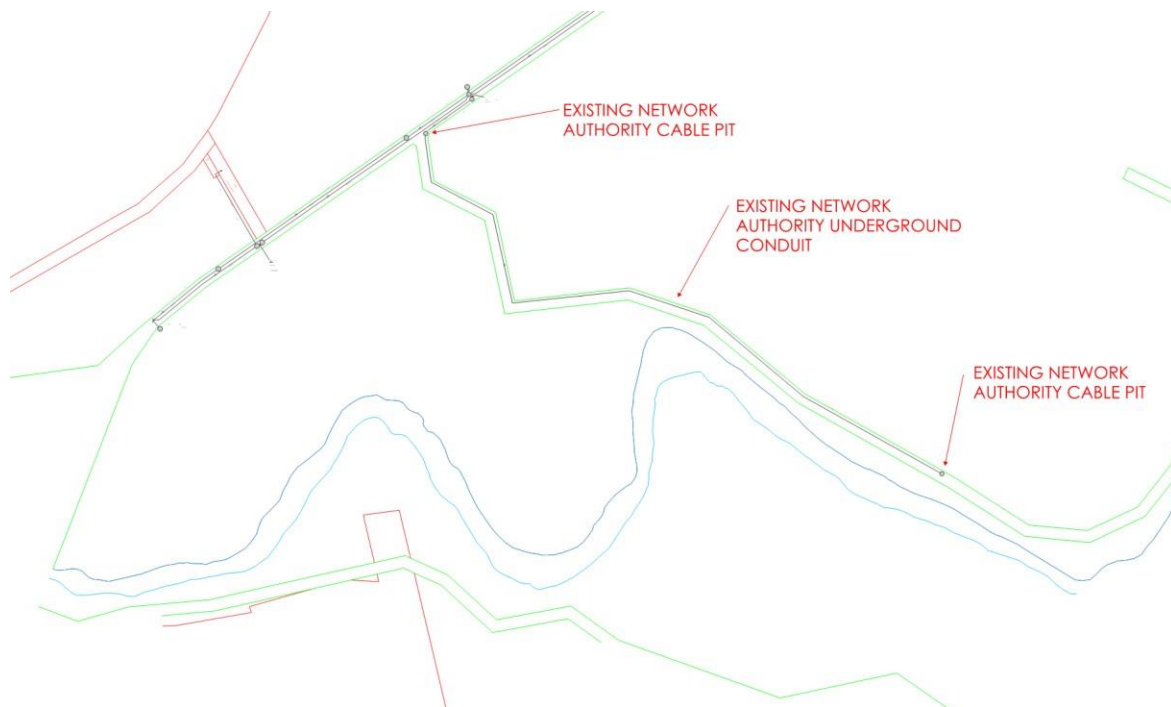 EXISTING NETWORK
AUTHORITY CABLE PIT
EXISTING NETWORK
AUTHORITY UNDERGROUND
CONDUIT
EXISTING NETWORK
AUTHORITY CABLE PIT